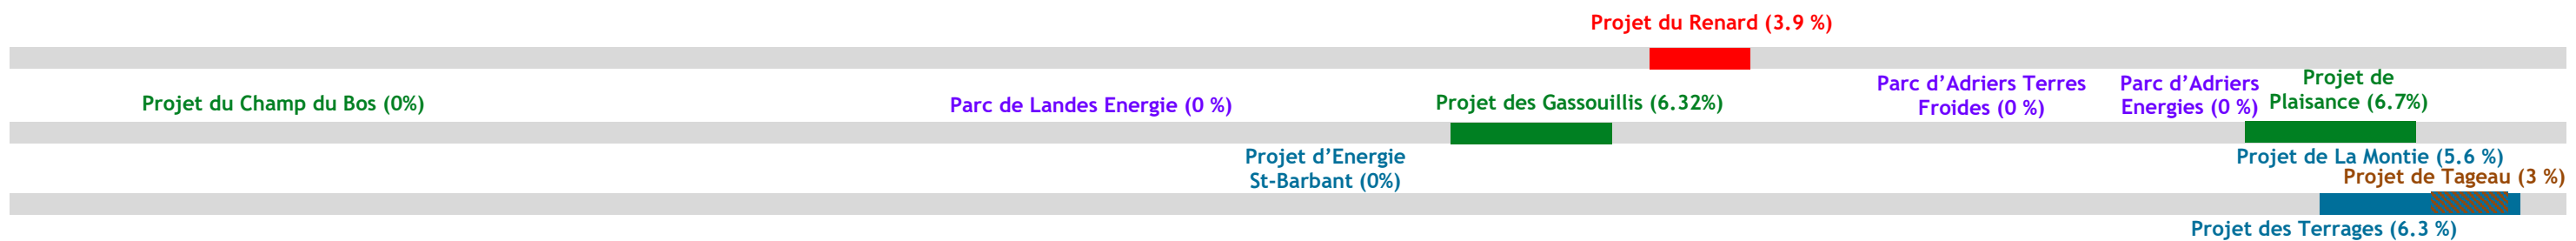 Projet du Renard (3.9 %)
Projet du Champ du Bos (0%)
Parc de Landes Energie (0 %)
Projet des Gassouillis (6.32%)
Parc d’Adriers Terres
Froides (0 %)
Parc d’Adriers
Energies (0 %)
Projet de
Plaisance (6.7%)
Projet d’Energie
St-Barbant (0%)
Projet de La Montie (5.6 %)
Projet de Tageau (3 %)
Projet des Terrages (6.3 %)